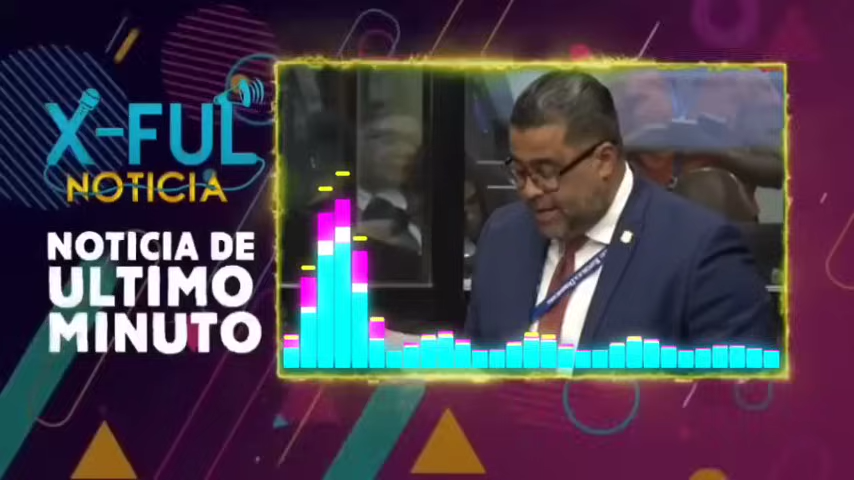 X-FUL
NOTICIA
NOTICIA DE
ULTIMO
MINUTO